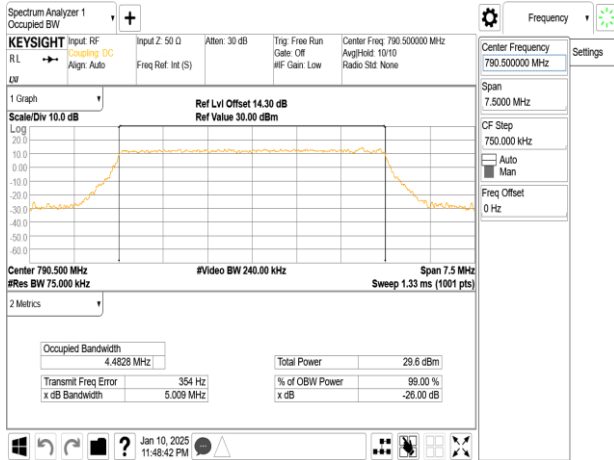 Spectrum Analyzer 1
Occupied BW
Frequency
KEYSIGHT
Input: RF
Input Z: 50 Ω
Atten: 30 dB
Trig: Free Run
Center Freq: 790.500000 MHz
RL
Coupling: DC
Gate: Off
Avg|Hold: 10/10
Align: Auto
Freq Ref: Int (S)
#IF Gain: Low
Radio Std: None
LXI
Center Frequency
790.500000 MHz
Settings
Span
7.5000 MHz
CF Step
750.000 kHz
Auto
Man
Freq Offset
0 Hz
1 Graph
Ref Lvl Offset 14.30 dB
Scale/Div 10.0 dB
Ref Value 30.00 dBm
Log
20.0
10.0
0.00
-10.0
-20.0
-30.0
-40.0
-50.0
-60.0
Center 790.500 MHz
#Video BW 240.00 kHz
Span 7.5 MHz
#Res BW 75.000 kHz
Sweep 1.33 ms (1001 pts)
2 Metrics
Occupied Bandwidth
4.4828 MHz
Total Power
29.6 dBm
Transmit Freq Error
354 Hz
% of OBW Power
99.00 %
x dB Bandwidth
5.009 MHz
x dB
-26.00 dB
?
Jan 10, 2025
11:48:42 PM